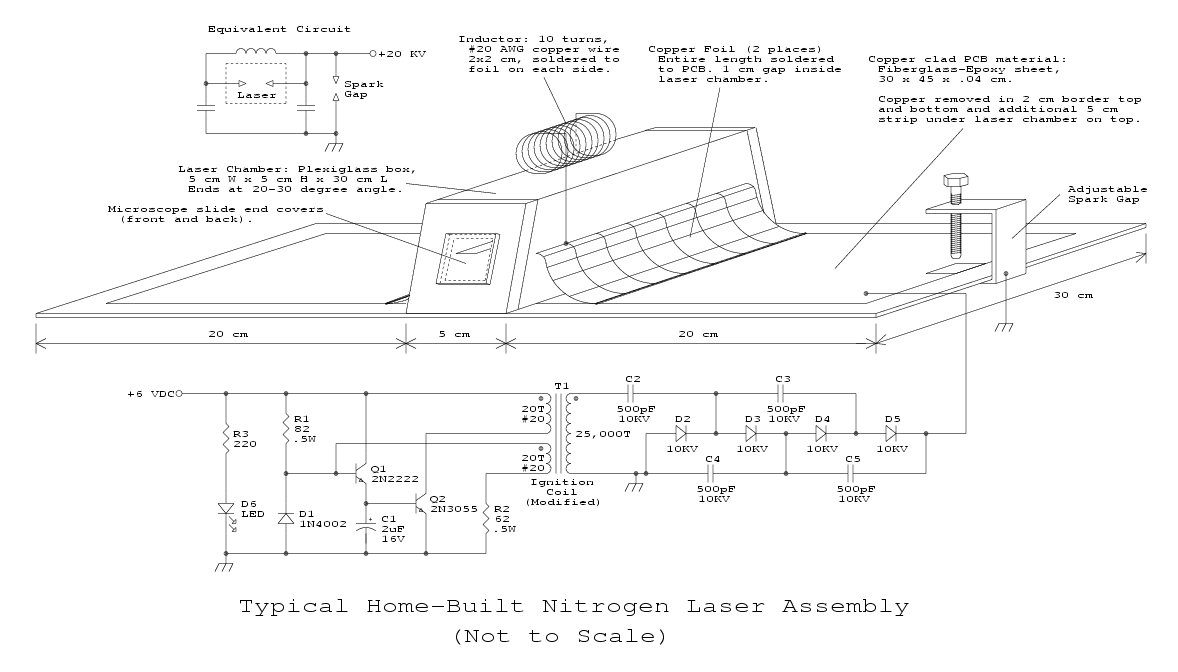 Equivalent Circuit
+20 KV
Laser
Spark
Gap
Inductor: 10 turns,
#20 AWG copper wire
2x2 cm, soldered to
foil on each side.
Copper Foil (2 places)
Entire length soldered
to PCB. 1 cm gap inside
laser chamber.
Copper clad PCB material:
Fiberglass-Epoxy sheet,
30 x 45 x .04 cm.
Copper removed in 2 cm border top
and bottom and additional 5 cm
strip under laser chamber on top.
Laser Chamber: Plexiglass box,
5 cm W x 5 cm H x 30 cm L
Ends at 20-30 degree angle.
Microscope slide end covers
(front and back).
Adjustable
Spark Gap
30 cm
20 cm
5 cm
20 cm
+6 VDC
R3
220
R1
82
.5W
D6
LED
D1
1N4002
Q1
2N2222
+
C1
2uF
16V
Q2
2N3055
R2
62
.5W
T1
20T
#20
20T
#20
25,000T
Ignition
Coil
(Modified)
C2
500pF
10KV
C3
500pF
10KV
D2
10KV
D3
10KV
D4
10KV
D5
10KV
C4
500pF
10KV
C5
500pF
10KV
Typical Home-Built Nitrogen Laser Assembly
(Not to Scale)